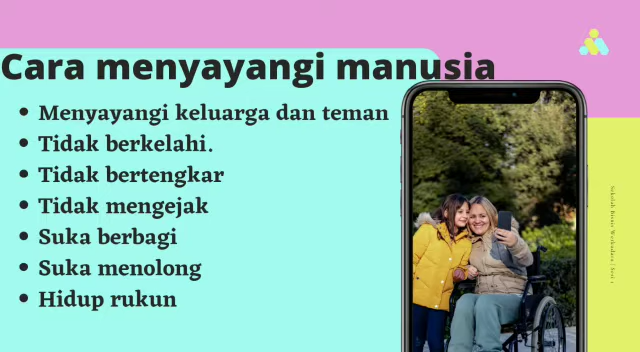 Cara menyayangi manusia
• Menyayangi keluarga dan teman
• Tidak berkelahi.
• Tidak bertengkar
• Tidak mengejak
• Suka berbagi
• Suka menolong
• Hidup rukun